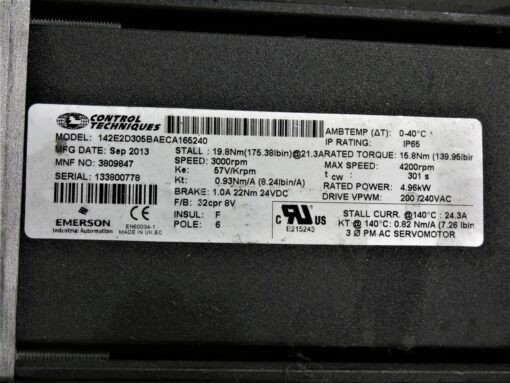 CONTROL
TECHNIQUES
MODEL: 142E2D305BAECA165240
MFG DATE: Sep 2013
MNF NO: 3809847
SERIAL: 133800778
EMERSON
Industrial Automation
CE
EN60034-1
MADE IN UK.EC
STALL : 19.8Nm(175.38lbin)@21.3A
SPEED: 3000rpm
Ke: 57V/Krpm
Kt: 0.93Nm/A (8.24lbin/A)
BRAKE: 1.0A 22Nm 24VDC
F/B: 32cpr 8V
INSUL: F
POLE: 6
C RU US
E215243
AMBTEMP (ΔT): 0-40°C
IP RATING: IP65
RATED TORQUE: 15.8Nm (139.95lbin
MAX SPEED: 4200rpm
t cw : 301 s
RATED POWER: 4.96kW
DRIVE VPWM: 200 /240VAC
STALL CURR. @140°C: 24.3A
KT @ 140°C: 0.82 Nm/A (7.26 lbin
3 Ø PM AC SERVOMOTOR